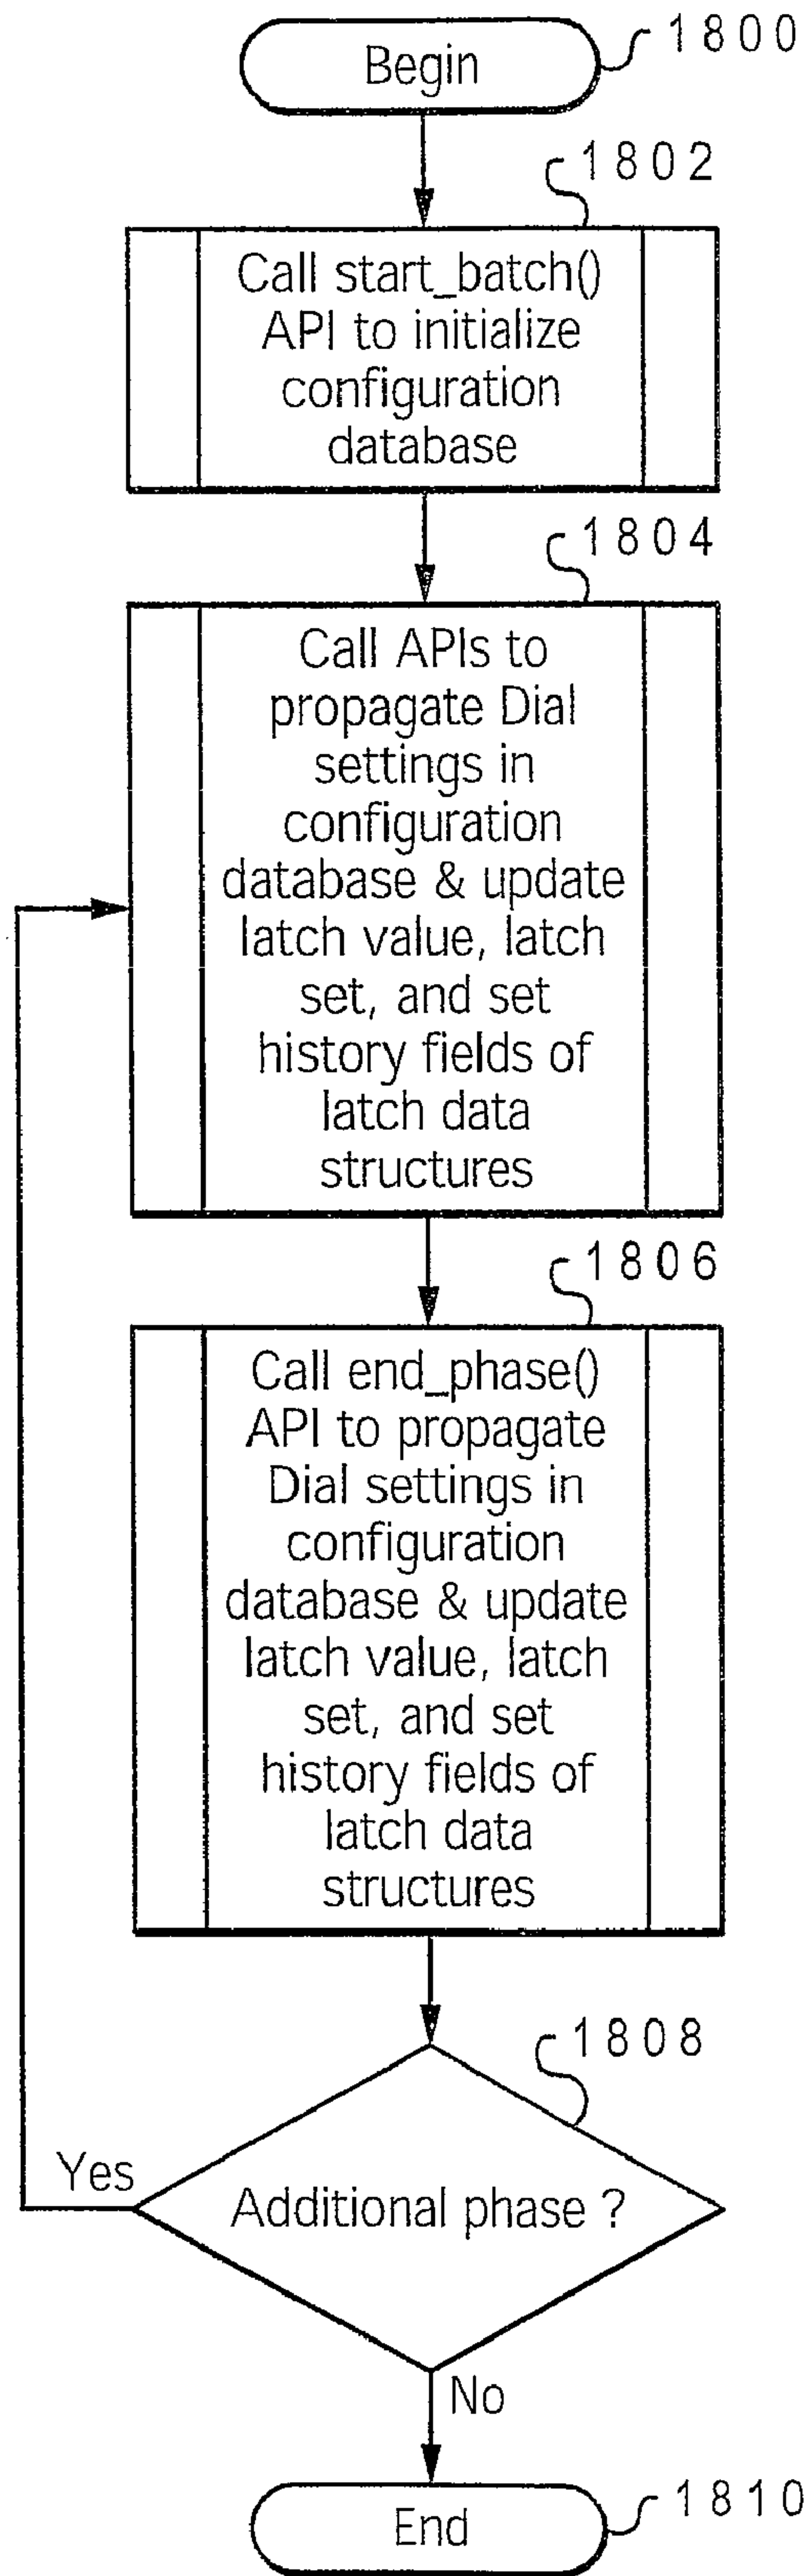 Begin
1800
1802
Call start_batch()
API to initialize
configuration
database
1804
Call APIs to
propagate Dial
settings in
configuration
database & update
latch value, latch
set, and set
history fields of
latch data
structures
1806
Call end_phase()
API to propagate
Dial settings in
configuration
database & update
latch value, latch
set, and set
history fields of
latch data
structures
1808
Yes
Additional phase ?
No
End
1810